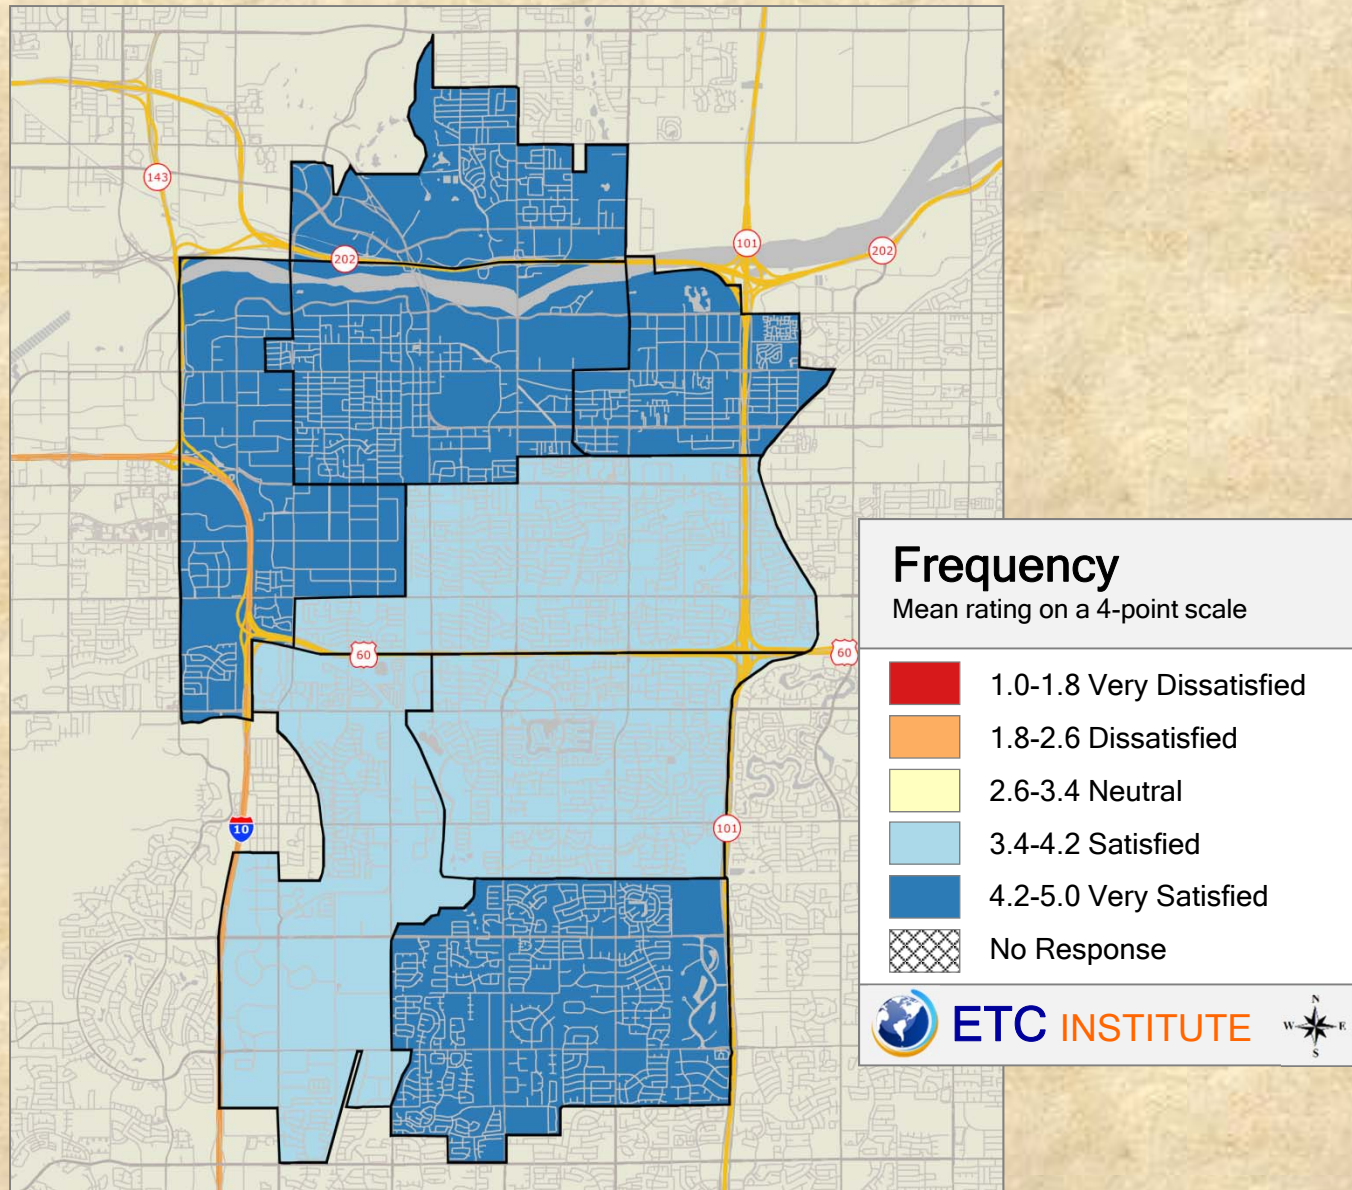 143
202
101
202
60
60
10
101
Frequency
Mean rating on a 4-point scale
1.0-1.8 Very Dissatisfied
1.8-2.6 Dissatisfied
2.6-3.4 Neutral
3.4-4.2 Satisfied
4.2-5.0 Very Satisfied
No Response
ETC INSTITUTE
N
W E
S